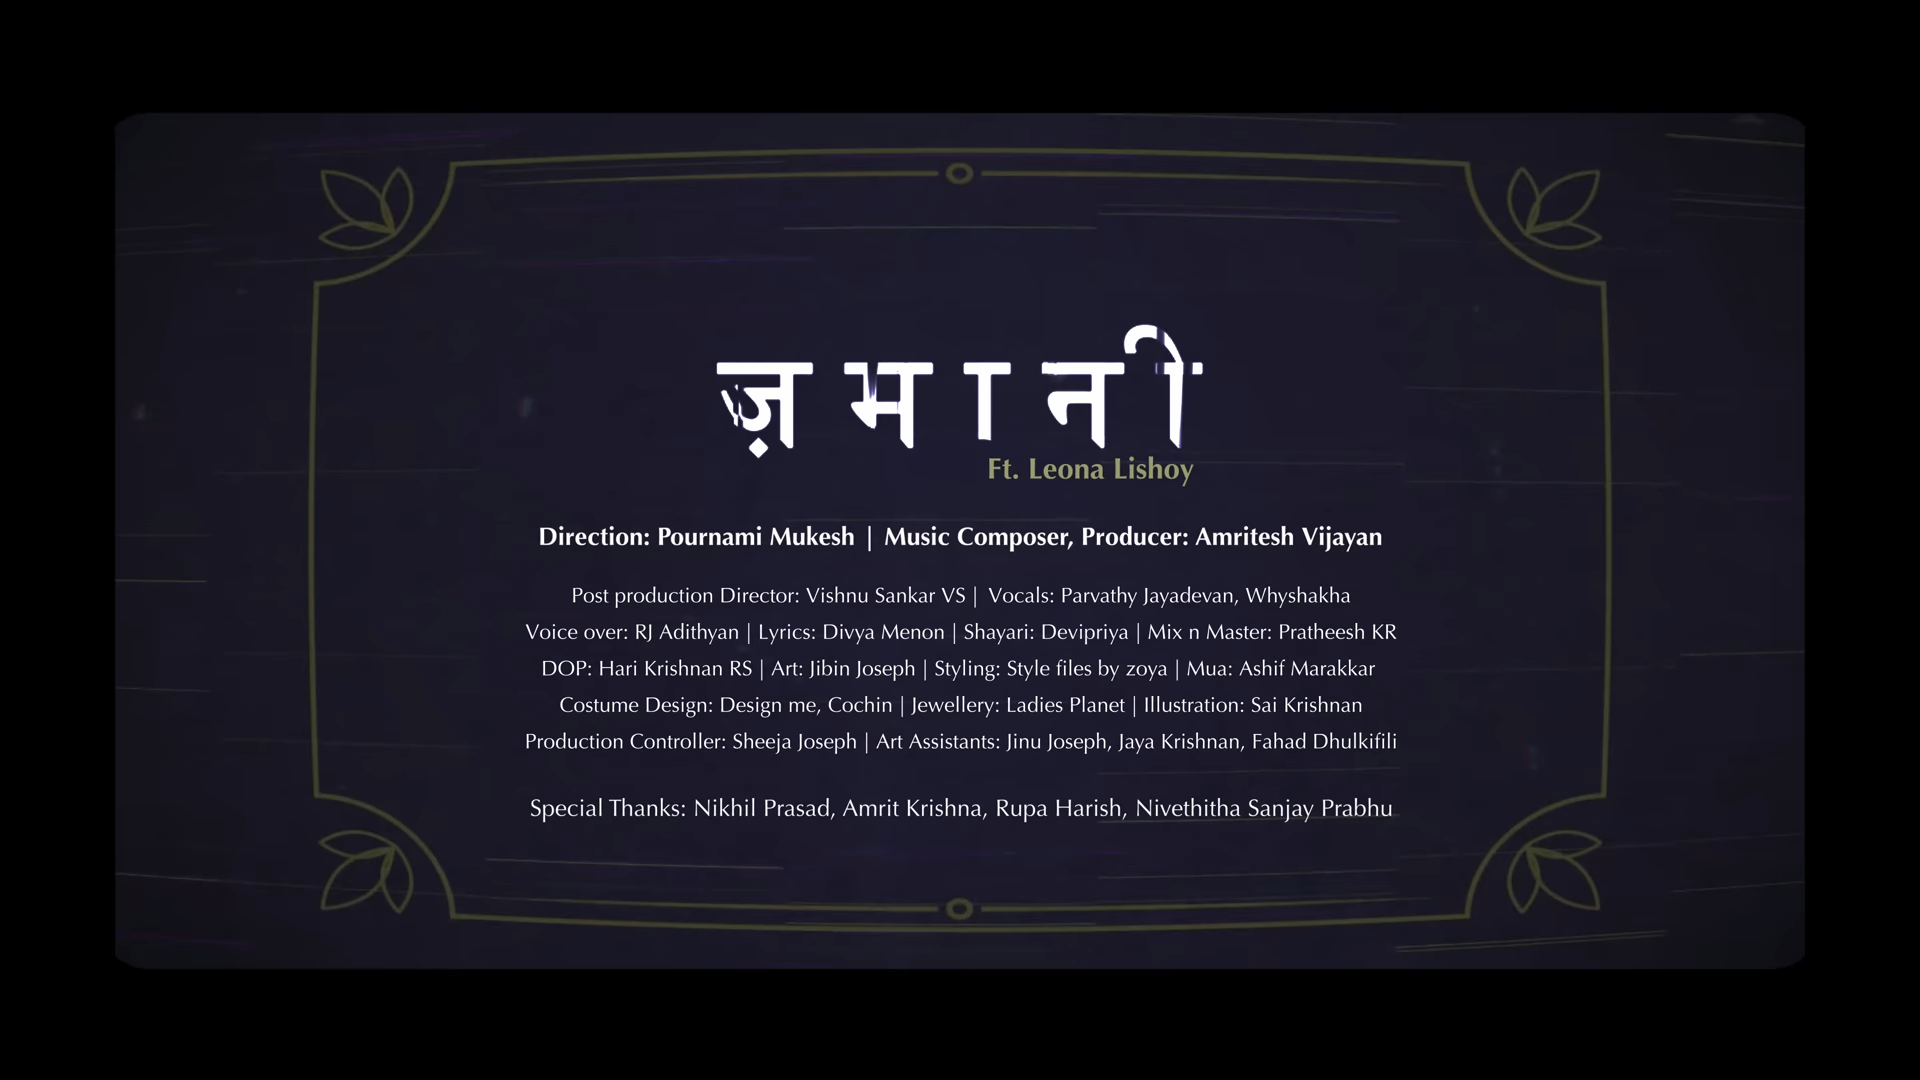 ज़मानी
Ft. Leona Lishoy
Direction: Pournami Mukesh | Music Composer, Producer: Amritesh Vijayan
Post production Director: Vishnu Sankar VS | Vocals: Parvathy Jayadevan, Whyshakha
Voice over: RJ Adithyan | Lyrics: Divya Menon | Shayari: Devipriya | Mix n Master: Pratheesh KR
DOP: Hari Krishnan RS | Art: Jibin Joseph | Styling: Style files by zoya | Mua: Ashif Marakkar
Costume Design: Design me, Cochin | Jewellery: Ladies Planet | Illustration: Sai Krishnan
Production Controller: Sheeja Joseph | Art Assistants: Jinu Joseph, Jaya Krishnan, Fahad Dhulkifili
Special Thanks: Nikhil Prasad, Amrit Krishna, Rupa Harish, Nivethitha Sanjay Prabhu